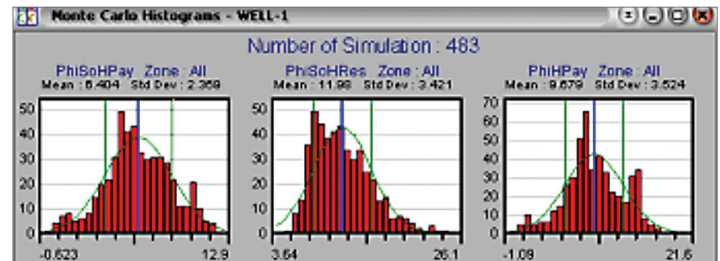 Monte Carlo Histograms - WELL-1
Number of Simulation : 483
PhiSoHPay Zone : All
Mean : 6.404 Std Dev : 2.359
50
40
30
20
10
0
-0.623 12.9
PhiSoHRes Zone : All
Mean : 11.98 Std Dev : 3.421
50
40
30
20
10
0
3.64 26.1
PhiHPay Zone : All
Mean : 9.679 Std Dev : 3.524
70
60
50
40
30
20
10
0
-1.09 21.6